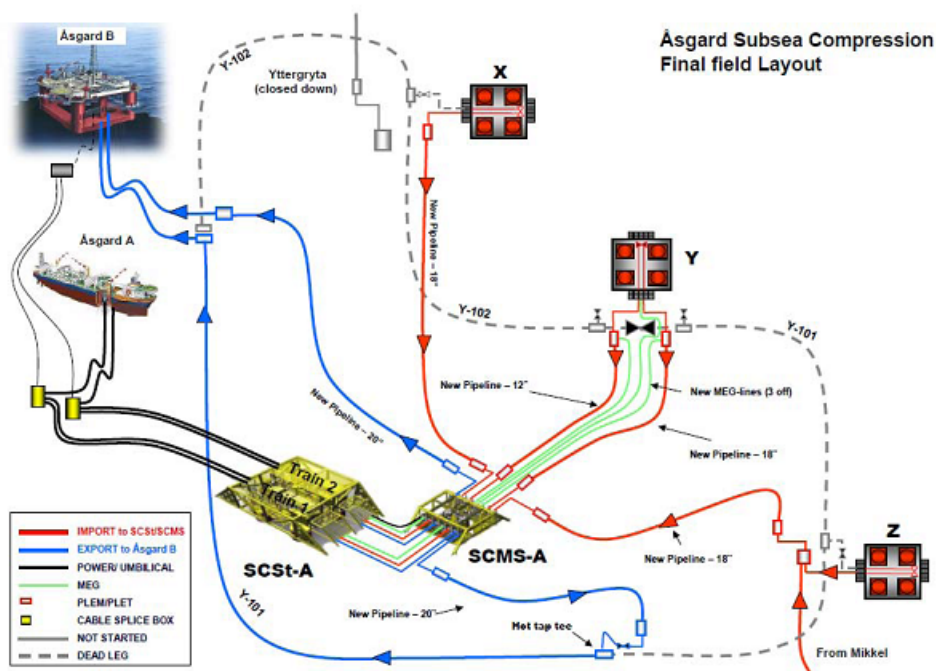 Åsgard B
Åsgard Subsea Compression
Final field Layout
Y-102
Yttergryta
(closed down)
X
Åsgard A
New Pipeline – 18"
Y
Y-102
Y-101
New Pipeline – 12"
New MEG-lines (3 off)
New Pipeline – 20"
New Pipeline – 18"
Train 2
Train 1
SCSt-A
SCMS-A
New Pipeline – 18"
Z
Y-101
New Pipeline – 20"
Hot tap tee
From Mikkel
IMPORT to SCSt/SCMS
EXPORT to Åsgard B
POWER/ UMBILICAL
MEG
PLEM/PLET
CABLE SPLICE BOX
NOT STARTED
DEAD LEG